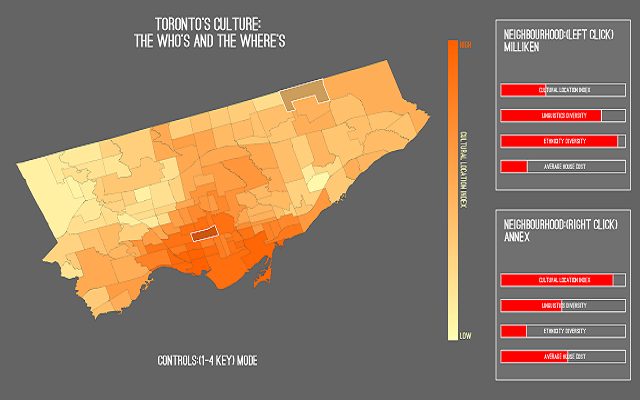 TORONTO'S CULTURE:
THE WHO'S AND THE WHERE'S
HIGH
CULTURAL LOCATION INDEX
LOW
CONTROLS:(1-4 KEY) MODE
NEIGHBOURHOOD:(LEFT CLICK)
MILLIKEN
CULTURAL LOCATION INDEX
LINGUISTICS DIVERSITY
ETHNICITY DIVERSITY
AVERAGE HOUSE COST
NEIGHBOURHOOD:(RIGHT CLICK)
ANNEX
CULTURAL LOCATION INDEX
LINGUISTICS DIVERSITY
ETHNICITY DIVERSITY
AVERAGE HOUSE COST